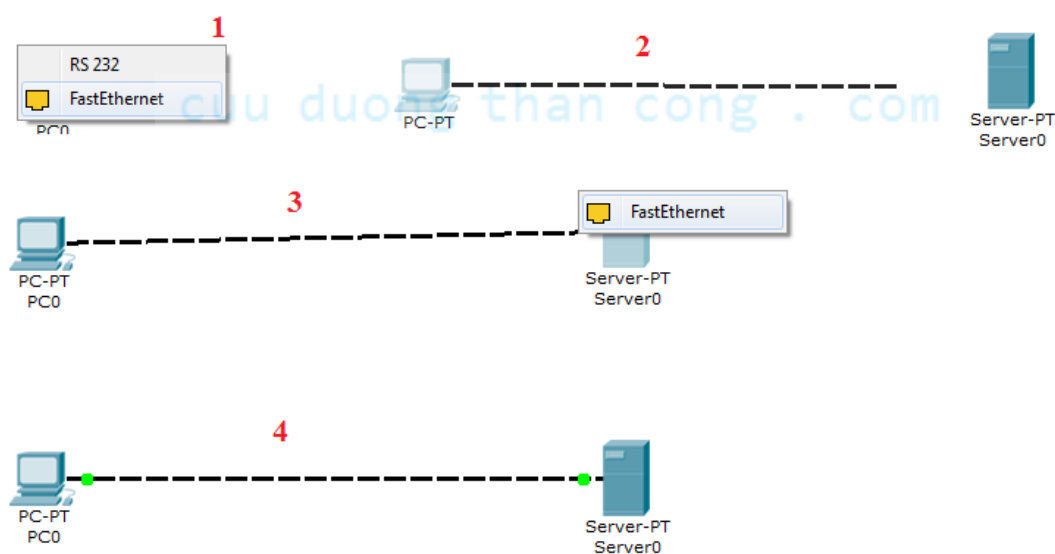 1
RS 232
FastEthernet
PC0
2
cuu duong than cong . com
PC-PT
Server-PT
Server0
3
FastEthernet
PC-PT
PC0
Server-PT
Server0
4
PC-PT
PC0
Server-PT
Server0